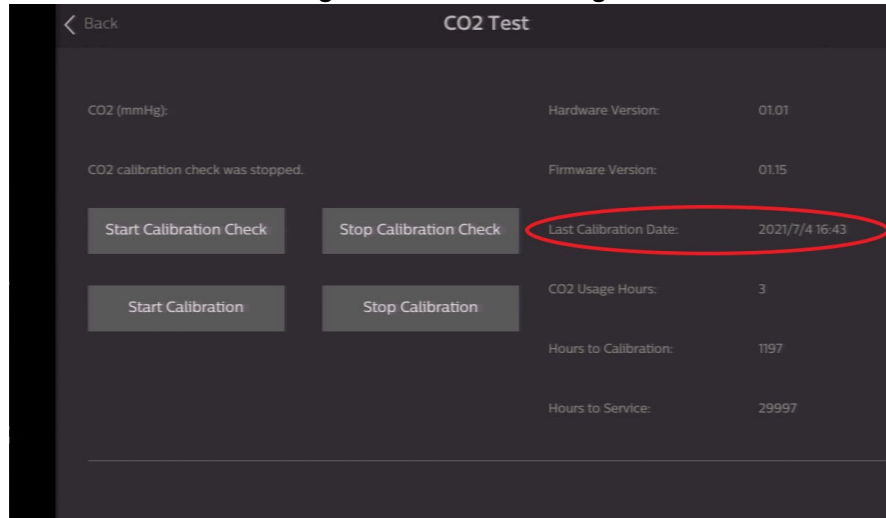 Back
CO2 Test
CO2 (mmHg):
Hardware Version: 01.01
CO2 calibration check was stopped.
Firmware Version: 01.15
Start Calibration Check
Stop Calibration Check
Last Calibration Date: 2021/7/4 16:43
Start Calibration
Stop Calibration
CO2 Usage Hours: 3
Hours to Calibration: 1197
Hours to Service: 29997